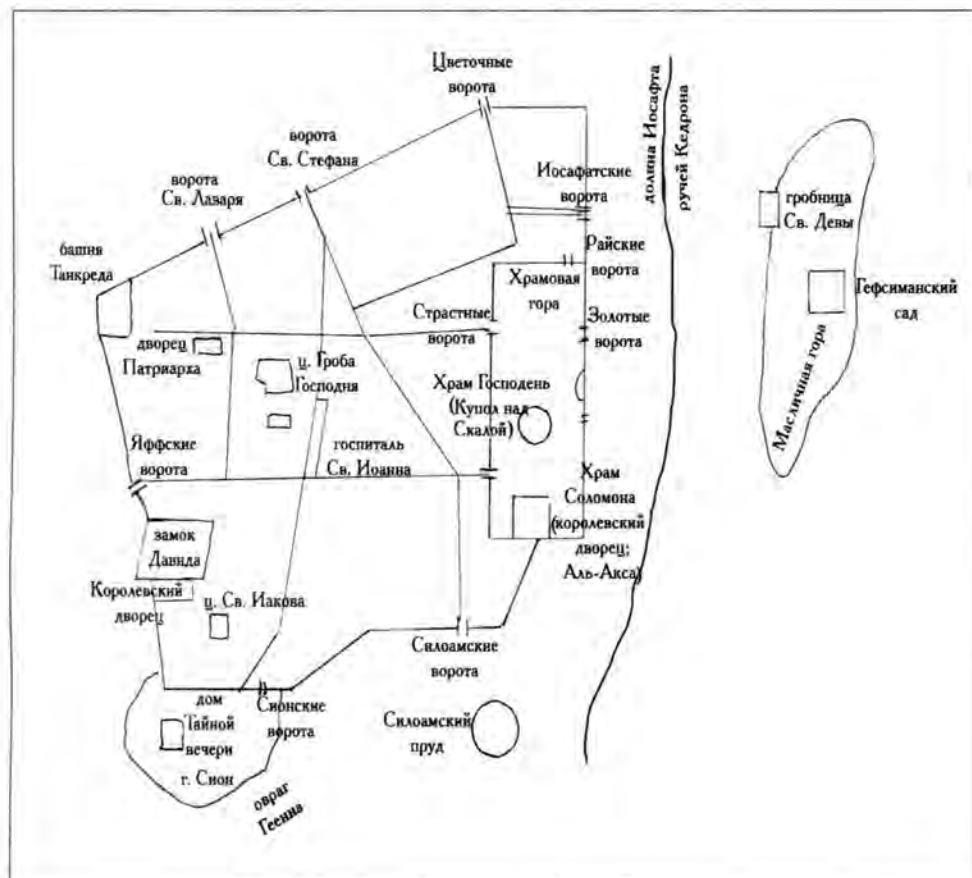 Цветочные
ворота
долина Иосафта
ручей Кедрона
ворота
Св. Стефана
ворота
Св. Лаваря
Иосафатские
ворота
гробница
Св. Девы
башня
Танкреда
Райские
ворота
Храмовая
гора
Гефсиманский
сад
Страстные
ворота
Золотые
ворота
дворец
Патриарха
ц. Гроба
Господня
Масличная гора
Храм Господень
(Купол над
Скалой)
Яффские
ворота
госпиталь
Св. Иоанна
Храм
Соломона
(королевский
дворец;
Аль-Акса)
замок
Давида
Королевский
дворец
ц. Св. Иакова
Силоамские
ворота
дом
Тайной
вечери
Сионские
ворота
Силоамский
пруд
г. Сион
овраг
Геенна